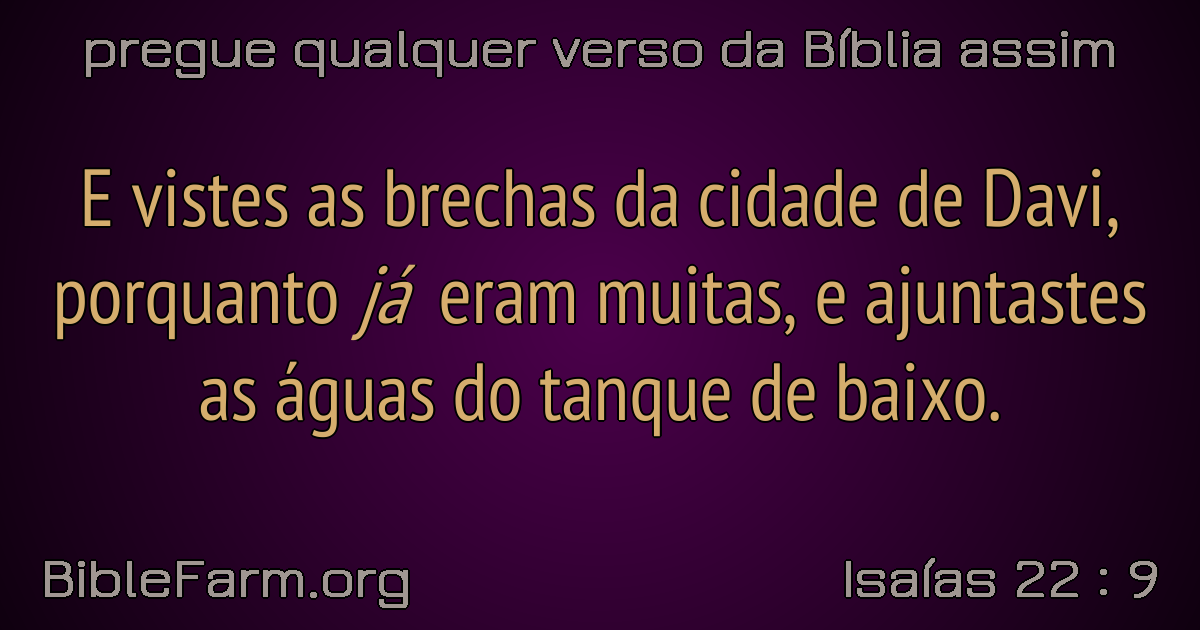 pregue qualquer verso da Bíblia assim
E vistes as brechas da cidade de Davi,
porquanto já eram muitas, e ajuntastes
as águas do tanque de baixo.
BibleFarm.org
Isaías 22 : 9